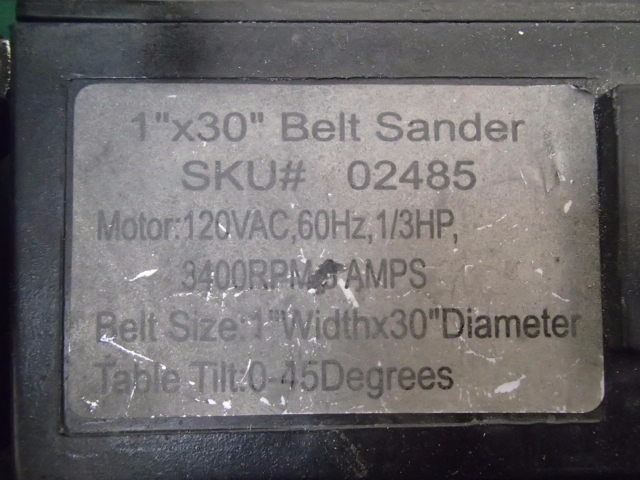 1"x30" Belt Sander
SKU# 02485
Motor:120VAC,60Hz,1/3HP,
3400RPM, AMPS
Belt Size:1"Widthx30"Diameter
Table Tilt:0-45Degrees